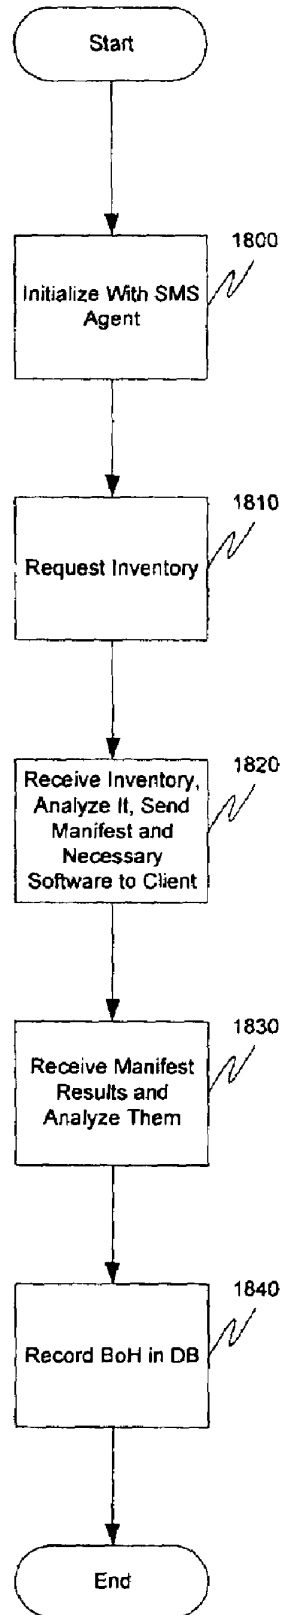 Start
1800
Initialize With SMS
Agent
1810
Request Inventory
1820
Receive Inventory,
Analyze It, Send
Manifest and
Necessary
Software to Client
1830
Receive Manifest
Results and
Analyze Them
1840
Record BoH in DB
End